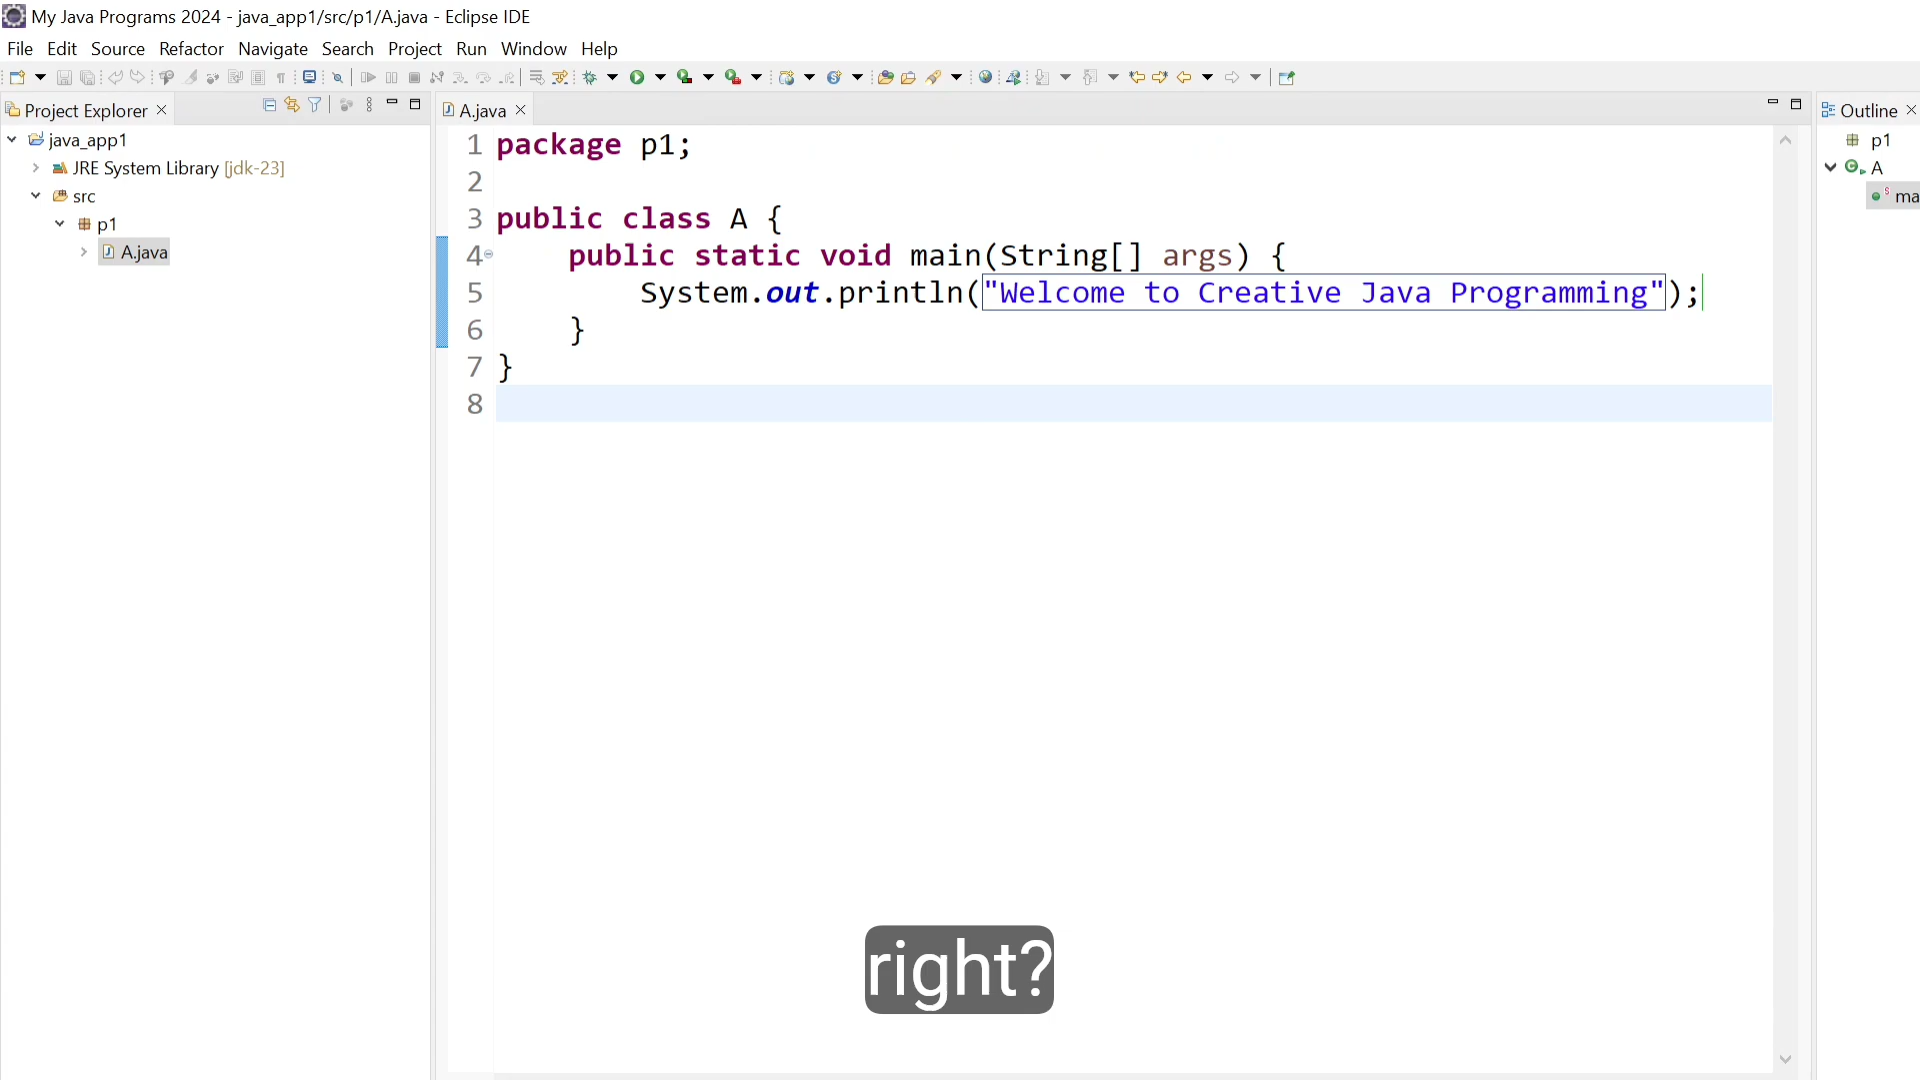 My Java Programs 2024 - java_app1/src/p1/A.java - Eclipse IDE
File Edit Source Refactor Navigate Search Project Run Window Help
Project Explorer
java_app1
JRE System Library [jdk-23]
src
p1
A.java
A.java
1 package p1;
2
3 public class A {
4 public static void main(String[] args) {
5 System.out.println("Welcome to Creative Java Programming");
6 }
7 }
8
Outline
p1
A
ma
right?